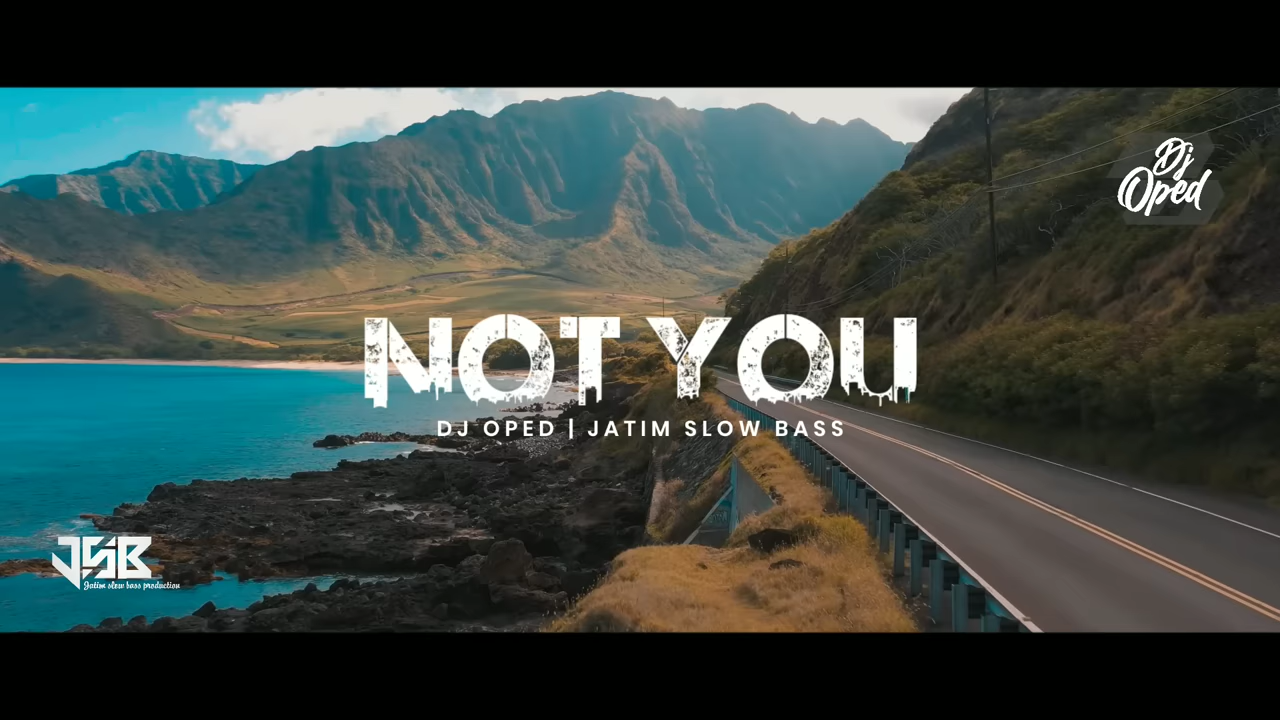 Dj
Oped
NOT YOU
DJ OPED | JATIM SLOW BASS
JSB
Jatim slow bass production